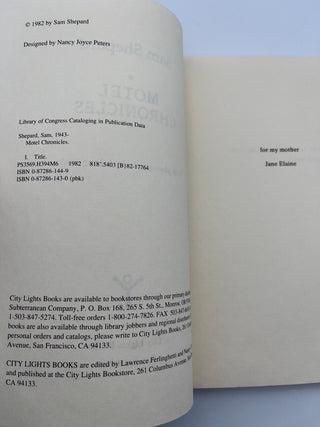 © 1982 by Sam Shepard
Designed by Nancy Joyce Peters
Library of Congress Cataloging in Publication Data
Shepard, Sam, 1943-
Motel Chronicles.
I. Title.
PS3569.H394M6 1982 818'.5403 [B] 82-17764
ISBN 0-87286-144-9
ISBN 0-87286-143-0 (pbk)
City Lights Books are available to bookstores through our primary
Subterranean Company, P. O. Box 168, 265 S. 5th St., Monroe, OR
1-503-847-5274. Toll-free orders 1-800-274-7826. FAX 1-503-847-
books are also available through library jobbers and regional
personal orders and catalogs, please write to City Lights Books, 261
Avenue, San Francisco, CA 94133.
CITY LIGHTS BOOKS are edited by Lawrence Ferlinghetti and
and published at the City Lights Bookstore, 261 Columbus Avenue,
CA 94133.
for my mother
Jane Elaine
MOTEL
CHRONICLES